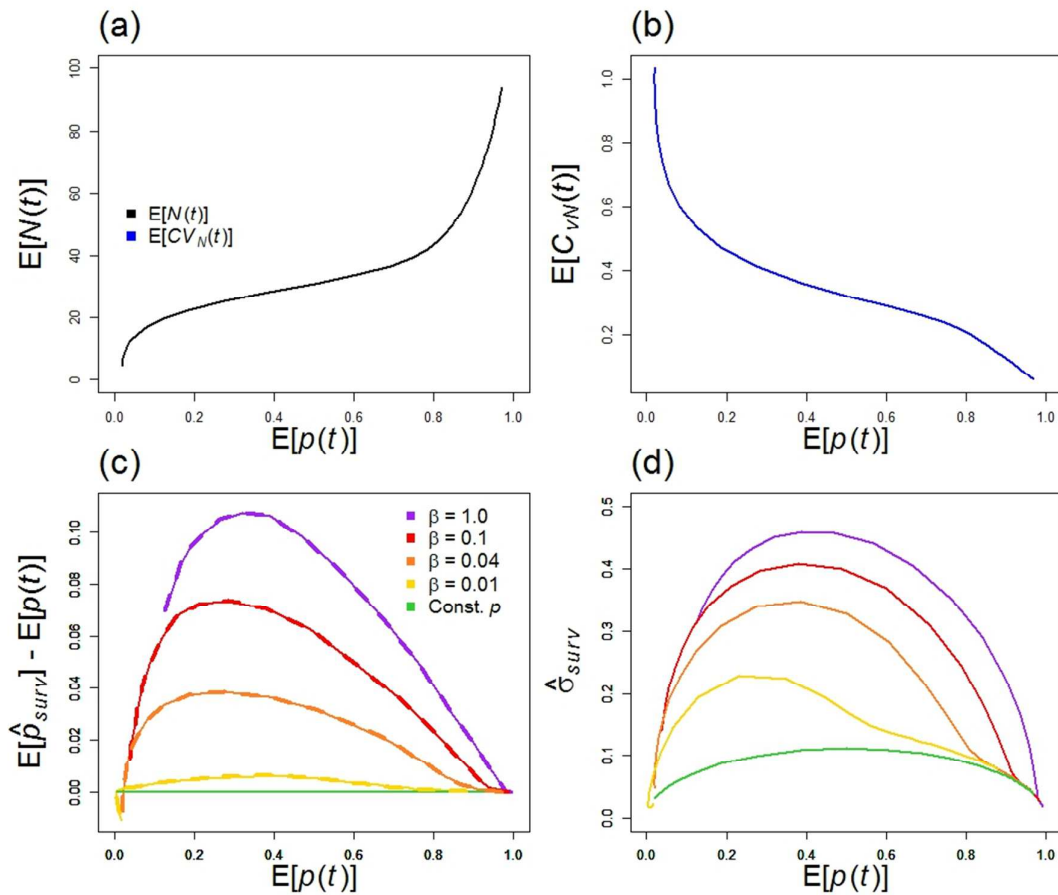 (a)
E[N(t)]
100
80
60
40
20
0
E[N(t)]
E[CV_N(t)]
0.0 0.2 0.4 0.6 0.8 1.0
E[p(t)]
(b)
E[C_vN(t)]
1.0
0.8
0.6
0.4
0.2
0.0 0.2 0.4 0.6 0.8 1.0
E[p(t)]
(c)
E[p̂_surv] - E[p(t)]
0.10
0.08
0.06
0.04
0.02
0.00
β = 1.0
β = 0.1
β = 0.04
β = 0.01
Const. p
0.0 0.2 0.4 0.6 0.8 1.0
E[p(t)]
(d)
σ̂_surv
0.5
0.4
0.3
0.2
0.1
0.0
0.0 0.2 0.4 0.6 0.8 1.0
E[p(t)]